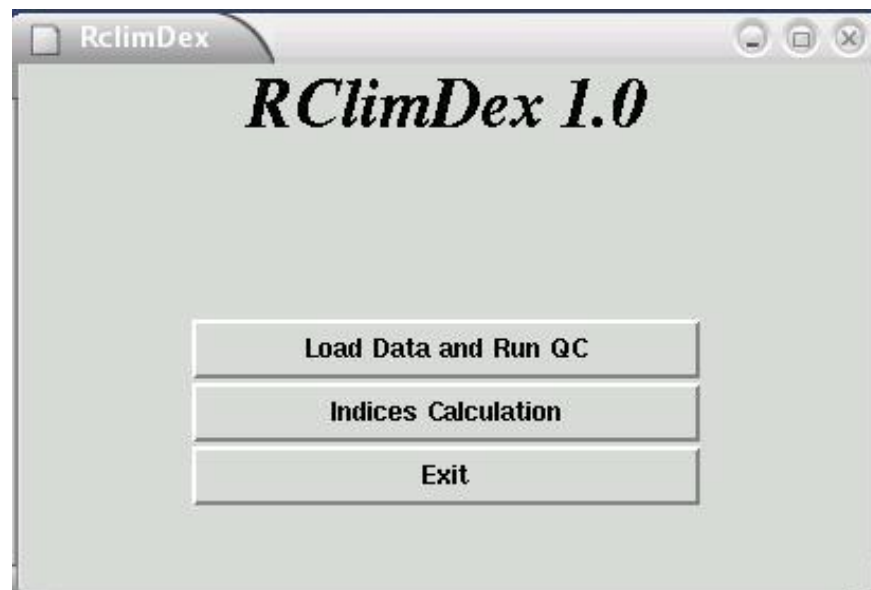 RclimDex
RClimDex 1.0
Load Data and Run QC
Indices Calculation
Exit